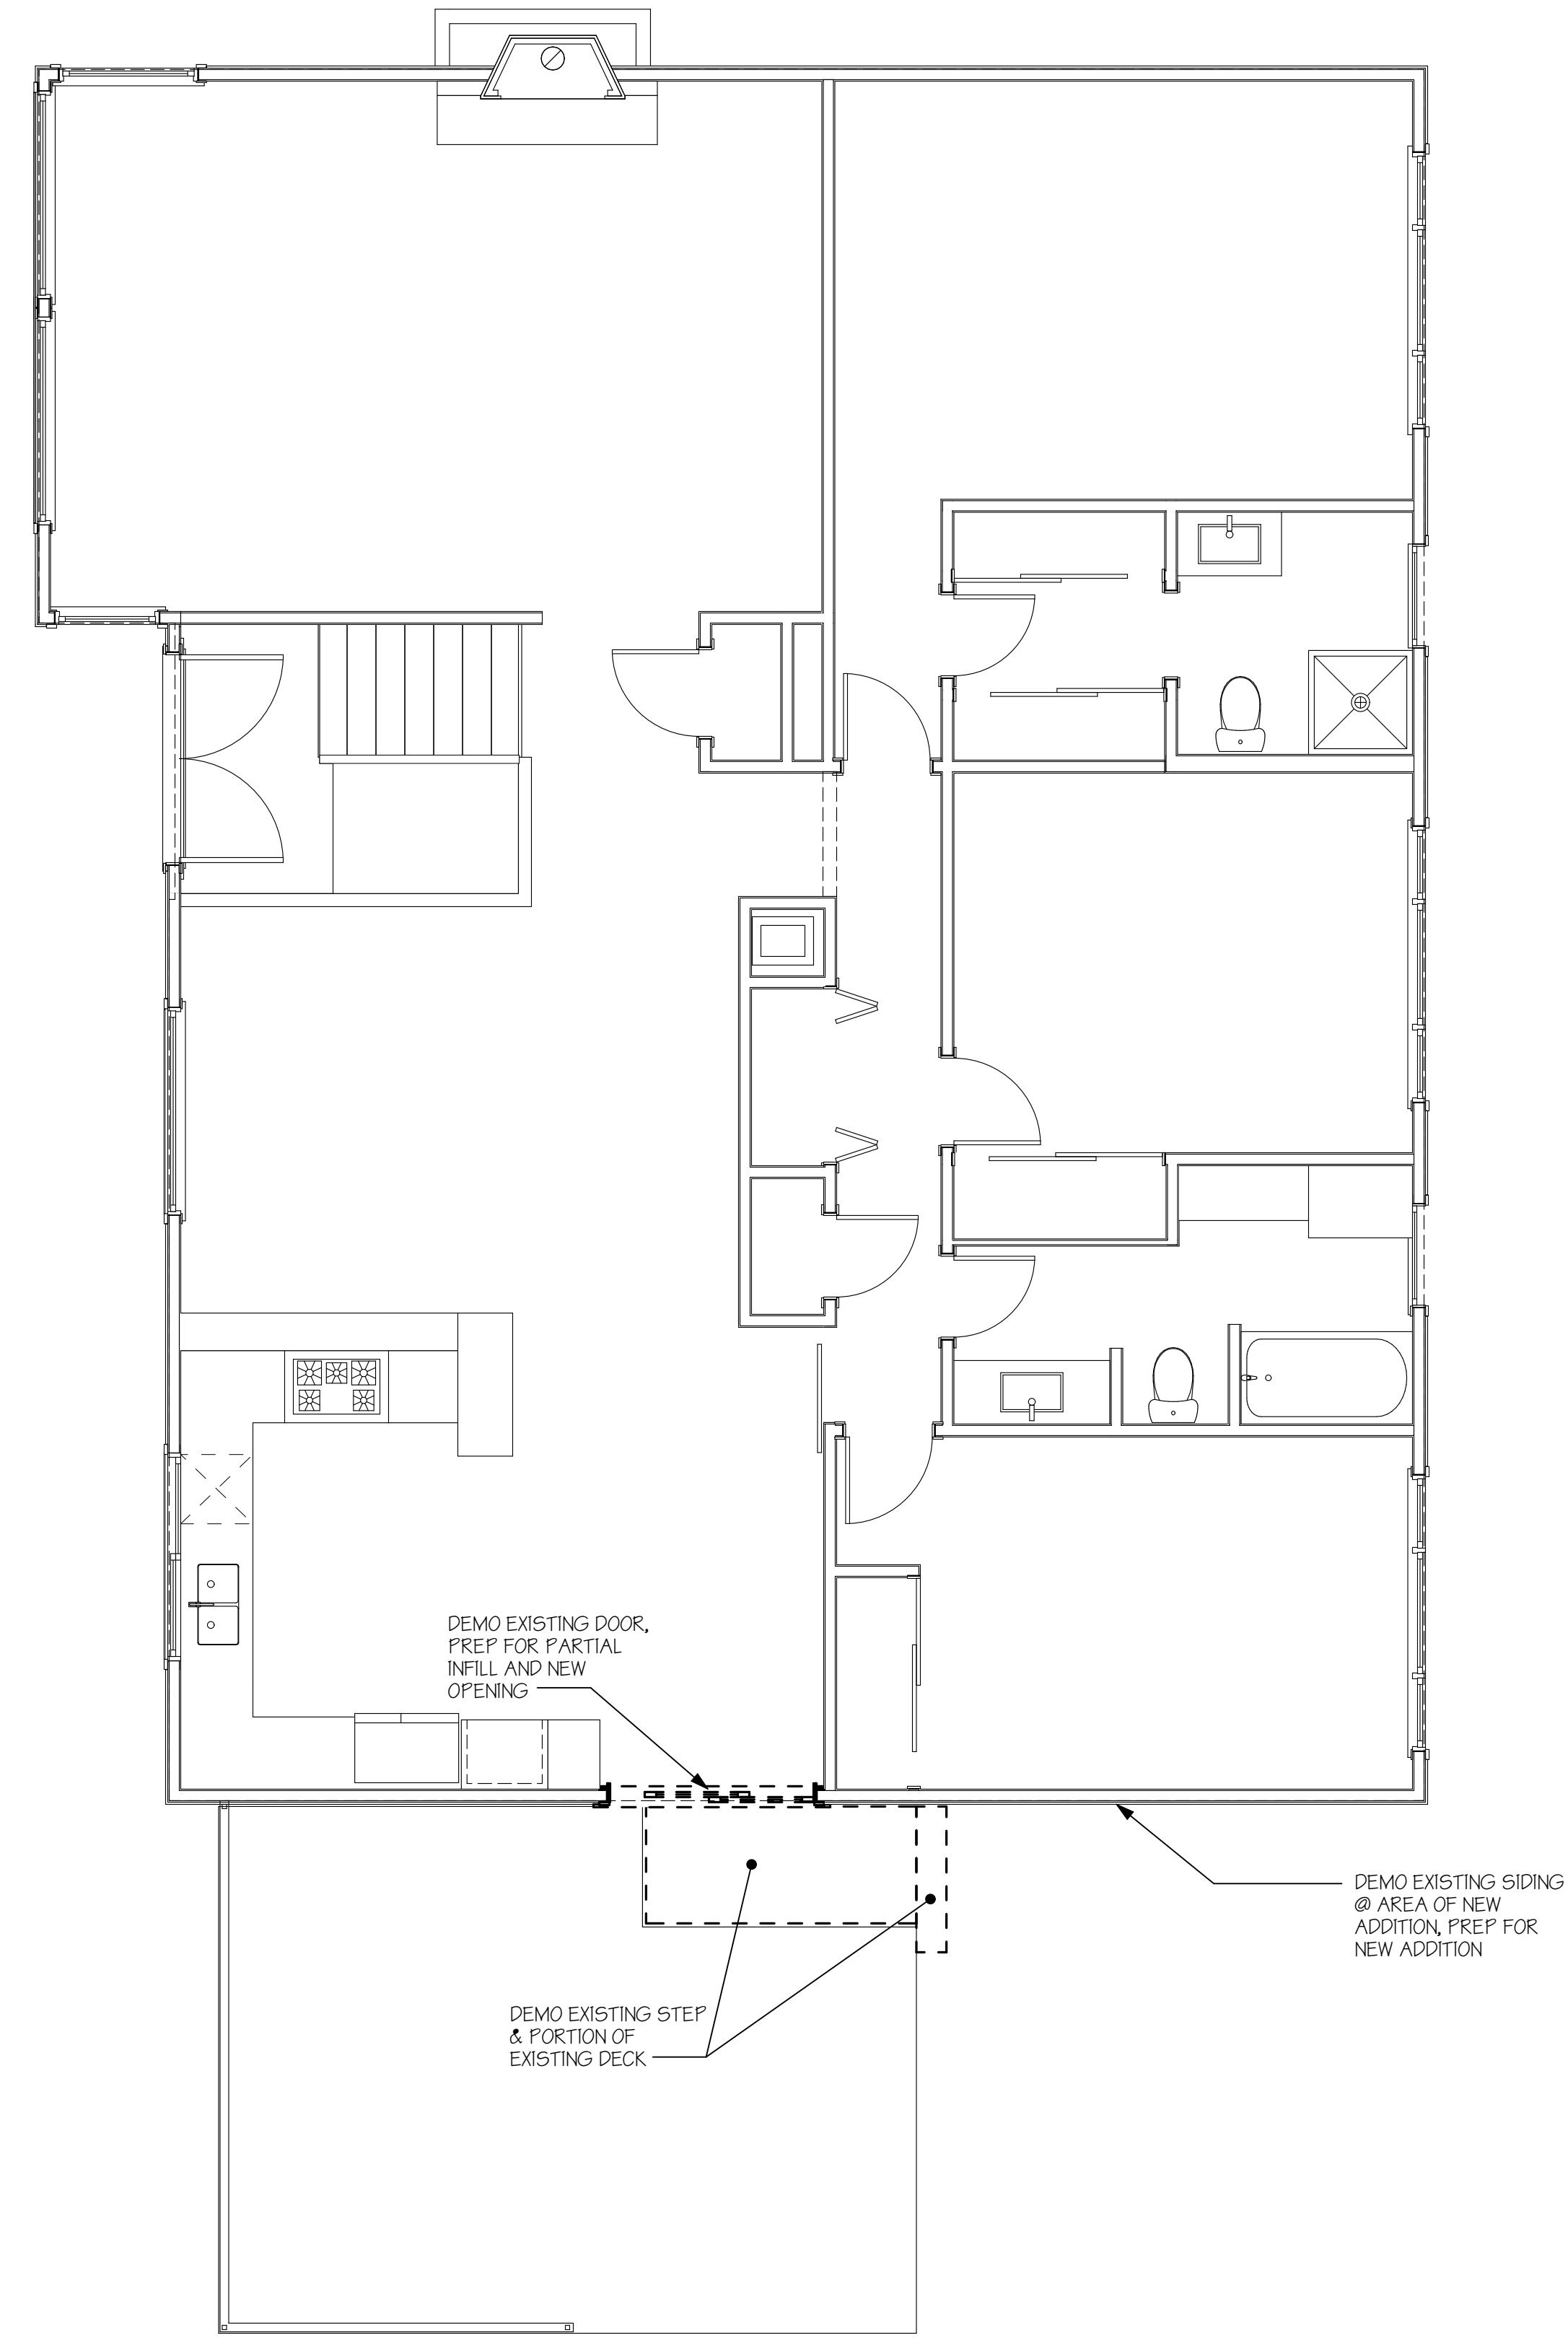 DEMO EXISTING DOOR,
PREP FOR PARTIAL
INFILL AND NEW
OPENING
DEMO EXISTING SIDING
@ AREA OF NEW
ADDITION, PREP FOR
NEW ADDITION
DEMO EXISTING STEP
& PORTION OF
EXISTING DECK